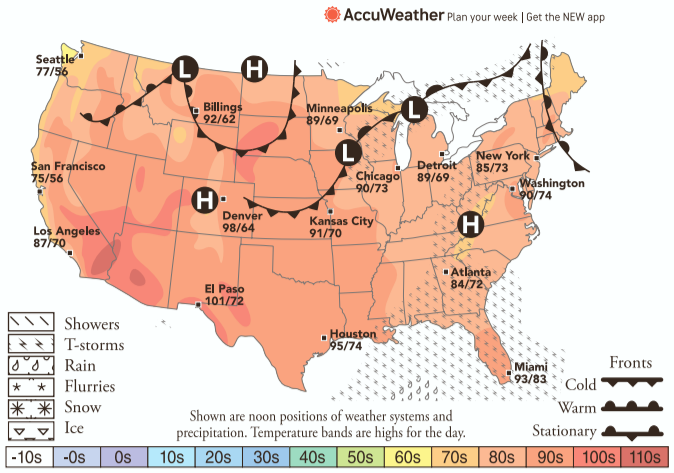 AccuWeather Plan your week | Get the NEW app
Seattle
77/56
L
H
Billings
92/62
Minneapolis
89/69
L
L
San Francisco
75/56
Chicago
90/73
Detroit
89/69
New York
85/73
Washington
90/74
H
Denver
98/64
Kansas City
91/70
H
Los Angeles
87/70
El Paso
101/72
Atlanta
84/72
Houston
95/74
Miami
93/83
Showers
T-storms
Rain
Flurries
Snow
Ice
Shown are noon positions of weather systems and
precipitation. Temperature bands are highs for the day.
Fronts
Cold
Warm
Stationary
-10s -0s 0s 10s 20s 30s 40s 50s 60s 70s 80s 90s 100s 110s